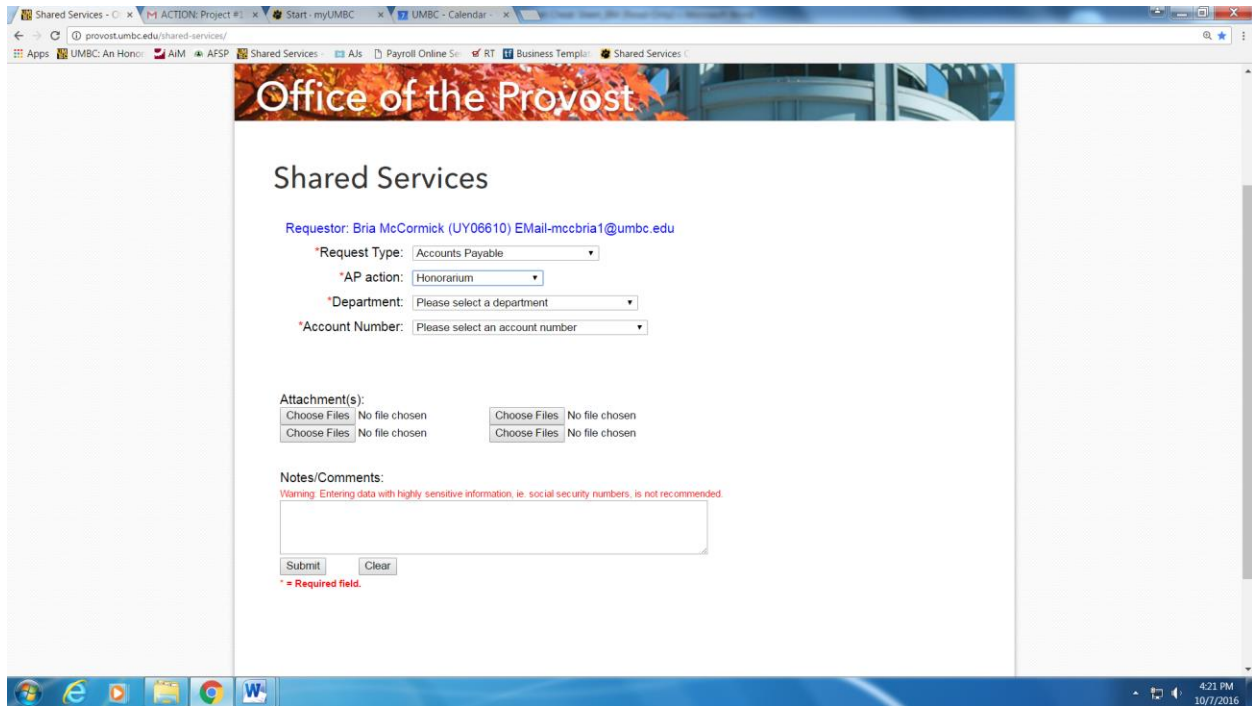 Shared Services - O
ACTION: Project #1
Start - myUMBC
UMBC - Calendar -
provost.umbc.edu/shared-services/
Apps UMBC: An Honor AiM AFSP Shared Services - AJs Payroll Online Se RT Business Templa Shared Services C
Office of the Provost
Shared Services
Requestor: Bria McCormick (UY06610) EMail-mccbria1@umbc.edu
*Request Type: Accounts Payable
*AP action: Honorarium
*Department: Please select a department
*Account Number: Please select an account number
Attachment(s):
Choose Files No file chosen Choose Files No file chosen
Choose Files No file chosen Choose Files No file chosen
Notes/Comments:
Warning: Entering data with highly sensitive information, ie. social security numbers, is not recommended.
Submit Clear
* = Required field.
4:21 PM
10/7/2016